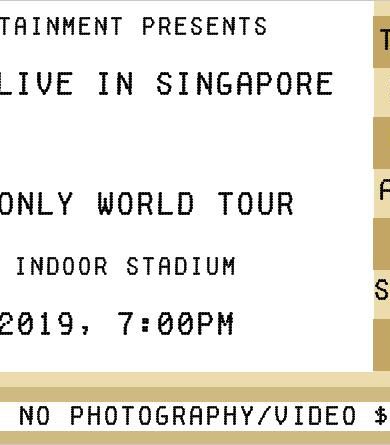 TAINMENT PRESENTS
LIVE IN SINGAPORE
ONLY WORLD TOUR
INDOOR STADIUM
2019, 7:00PM
NO PHOTOGRAPHY/VIDEO $
T
A
S